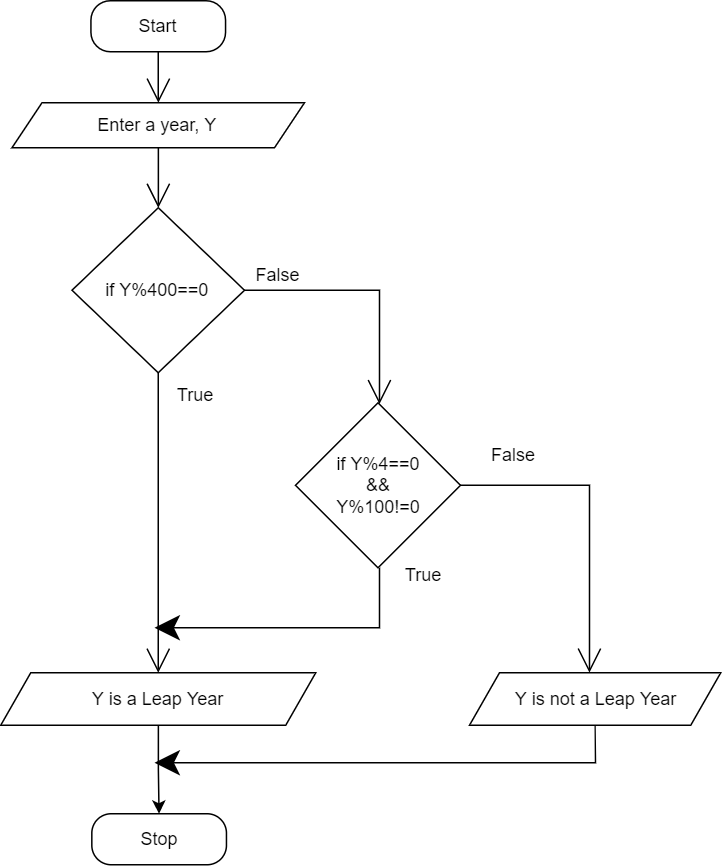 Start
Enter a year, Y
if Y%400==0
False
True
if Y%4==0
&&
Y%100!=0
False
True
Y is a Leap Year
Y is not a Leap Year
Stop